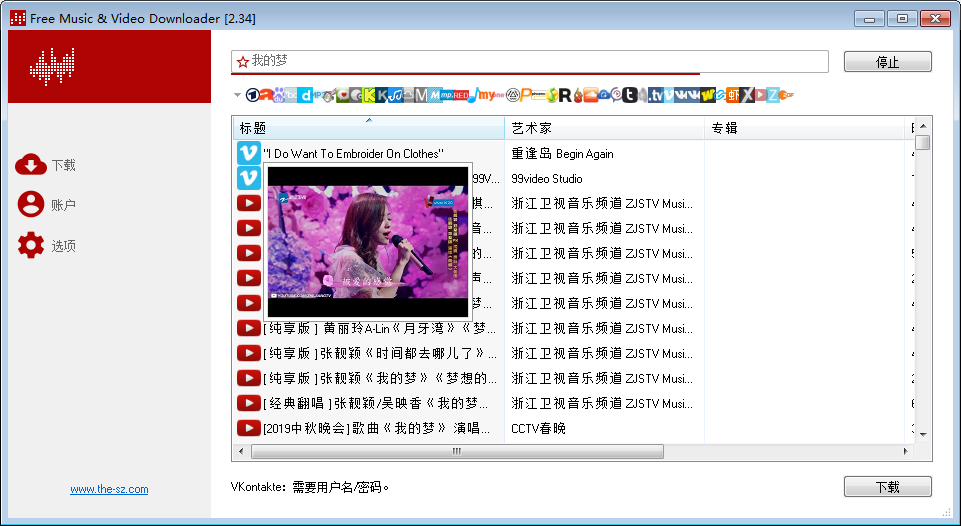 Free Music & Video Downloader [2.34]
我的梦
停止
下载
账户
选项
www.the-sz.com
标题
艺术家
专辑
"I Do Want To Embroider On Clothes"
重逢岛 Begin Again
99V...
99video Studio
祺...
浙江卫视音乐频道 ZJSTV Musi...
音...
浙江卫视音乐频道 ZJSTV Musi...
的...
浙江卫视音乐频道 ZJSTV Musi...
声...
浙江卫视音乐频道 ZJSTV Musi...
梦...
浙江卫视音乐频道 ZJSTV Musi...
被爱的感觉
[纯享版] 黄丽玲A-Lin《月牙湾》《梦...
浙江卫视音乐频道 ZJSTV Musi...
[纯享版]张靓颖《时间都去哪儿了》...
浙江卫视音乐频道 ZJSTV Musi...
[纯享版]张靓颖《我的梦》《梦想的...
浙江卫视音乐频道 ZJSTV Musi...
[经典翻唱]张靓颖/吴映香《我的梦...
浙江卫视音乐频道 ZJSTV Musi...
[2019中秋晚会]歌曲《我的梦》 演唱...
CCTV春晚
VKontakte：需要用户名/密码。
下载